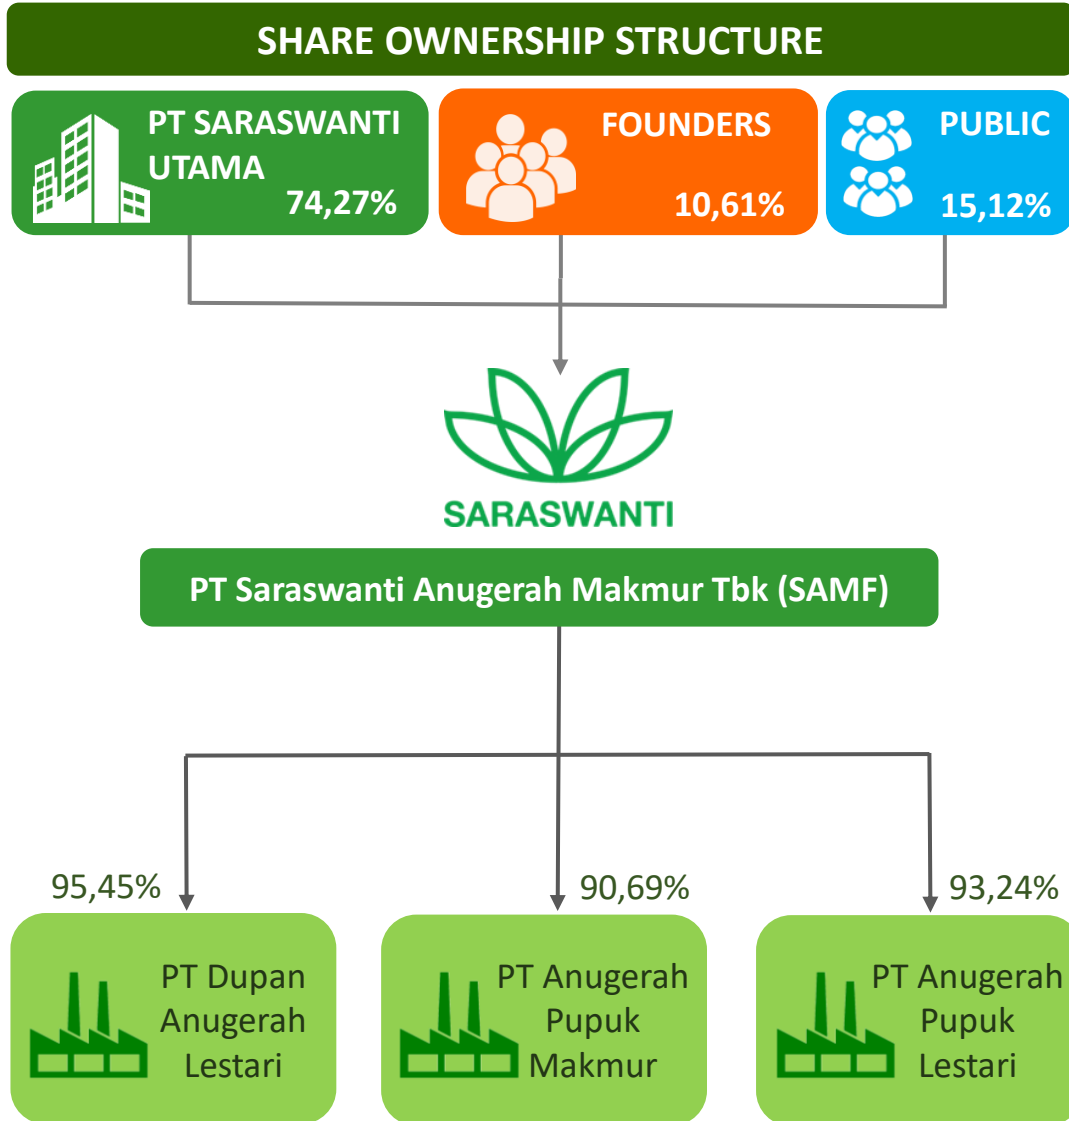 SHARE OWNERSHIP STRUCTURE
PT SARASWANTI
UTAMA
74,27%
FOUNDERS
10,61%
PUBLIC
15,12%
SARASWANTI
PT Saraswanti Anugerah Makmur Tbk (SAMF)
95,45%
90,69%
93,24%
PT Dupan
Anugerah
Lestari
PT Anugerah
Pupuk
Makmur
PT Anugerah
Pupuk
Lestari